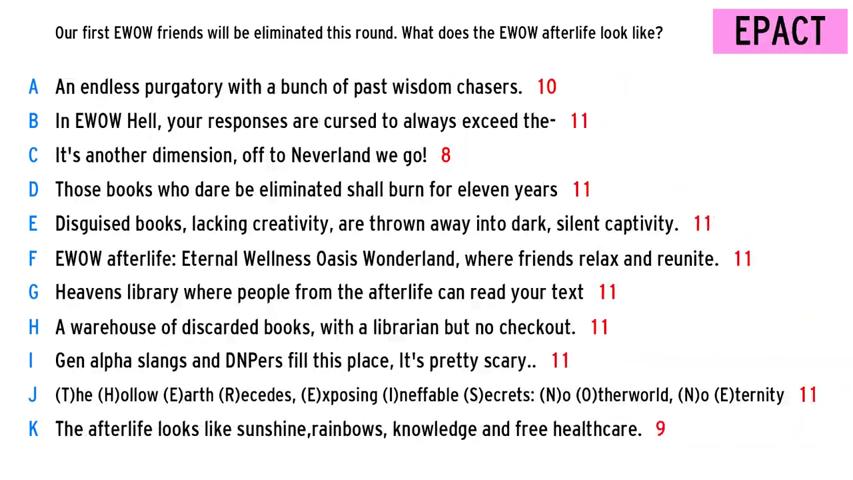 Our first EWOW friends will be eliminated this round. What does the EWOW afterlife look like?
EPACT
A An endless purgatory with a bunch of past wisdom chasers. 10
B In EWOW Hell, your responses are cursed to always exceed the- 11
C It's another dimension, off to Neverland we go! 8
D Those books who dare be eliminated shall burn for eleven years 11
E Disguised books, lacking creativity, are thrown away into dark, silent captivity. 11
F EWOW afterlife: Eternal Wellness Oasis Wonderland, where friends relax and reunite. 11
G Heavens library where people from the afterlife can read your text 11
H A warehouse of discarded books, with a librarian but no checkout. 11
I Gen alpha slangs and DNPers fill this place, It's pretty scary.. 11
J (T)he (H)ollow (E)arth (R)ecedes, (E)xposing (I)neffable (S)ecrets: (N)o (O)therworld, (N)o (E)ternity 11
K The afterlife looks like sunshine,rainbows, knowledge and free healthcare. 9